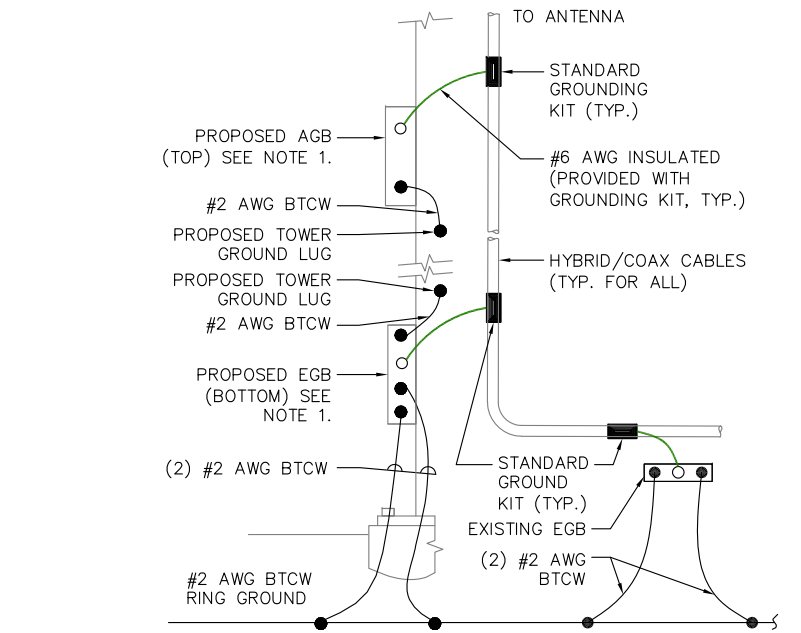 TO ANTENNA
STANDARD
GROUNDING
KIT (TYP.)
PROPOSED AGB
(TOP) SEE NOTE 1.
#6 AWG INSULATED
(PROVIDED WITH
GROUNDING KIT, TYP.)
#2 AWG BTCW
PROPOSED TOWER
GROUND LUG
HYBRID/COAX CABLES
(TYP. FOR ALL)
PROPOSED TOWER
GROUND LUG
#2 AWG BTCW
PROPOSED EGB
(BOTTOM) SEE
NOTE 1.
(2) #2 AWG BTCW
STANDARD
GROUND
KIT (TYP.)
EXISTING EGB
(2) #2 AWG
BTCW
#2 AWG BTCW
RING GROUND